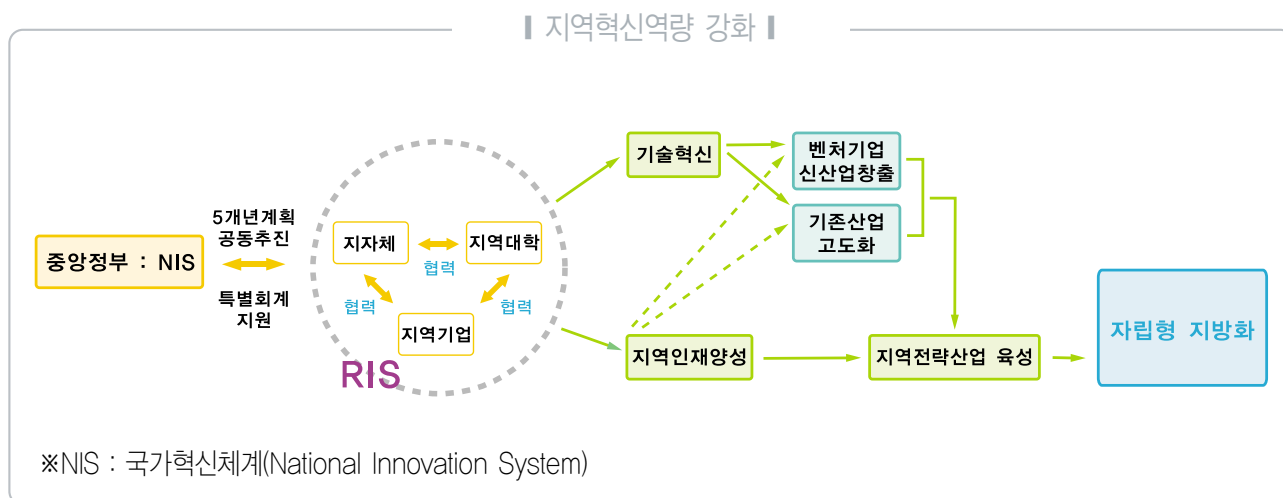 지역혁신역량 강화
중앙정부 : NIS
5개년계획
공동추진
특별회계
지원
지자체
지역대학
협력
협력
협력
지역기업
RIS
기술혁신
지역인재양성
벤처기업
신산업창출
기존산업
고도화
지역전략산업 육성
자립형 지방화
※NIS : 국가혁신체계(National Innovation System)